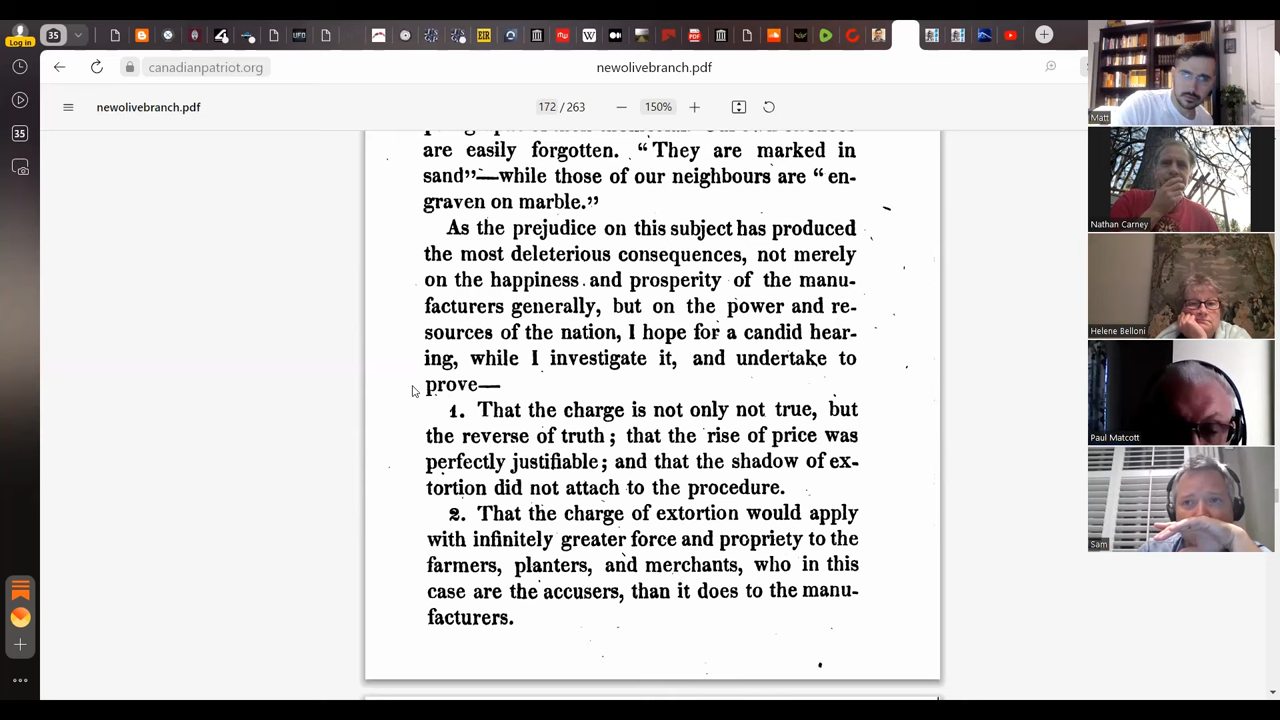 Log in
35
canadianpatriot.org
newolivebranch.pdf
newolivebranch.pdf
172 / 263
150%
35
are easily forgotten. “They are marked in
sand”—while those of our neighbours are “en-
graven on marble.”
As the prejudice on this subject has produced
the most deleterious consequences, not merely
on the happiness and prosperity of the manu-
facturers generally, but on the power and re-
sources of the nation, I hope for a candid hear-
ing, while I investigate it, and undertake to
prove—
1. That the charge is not only not true, but
the reverse of truth; that the rise of price was
perfectly justifiable; and that the shadow of ex-
tortion did not attach to the procedure.
2. That the charge of extortion would apply
with infinitely greater force and propriety to the
farmers, planters, and merchants, who in this
case are the accusers, than it does to the manu-
facturers.
Matt
Nathan Carney
Helene Belloni
Paul Matcott
Sam